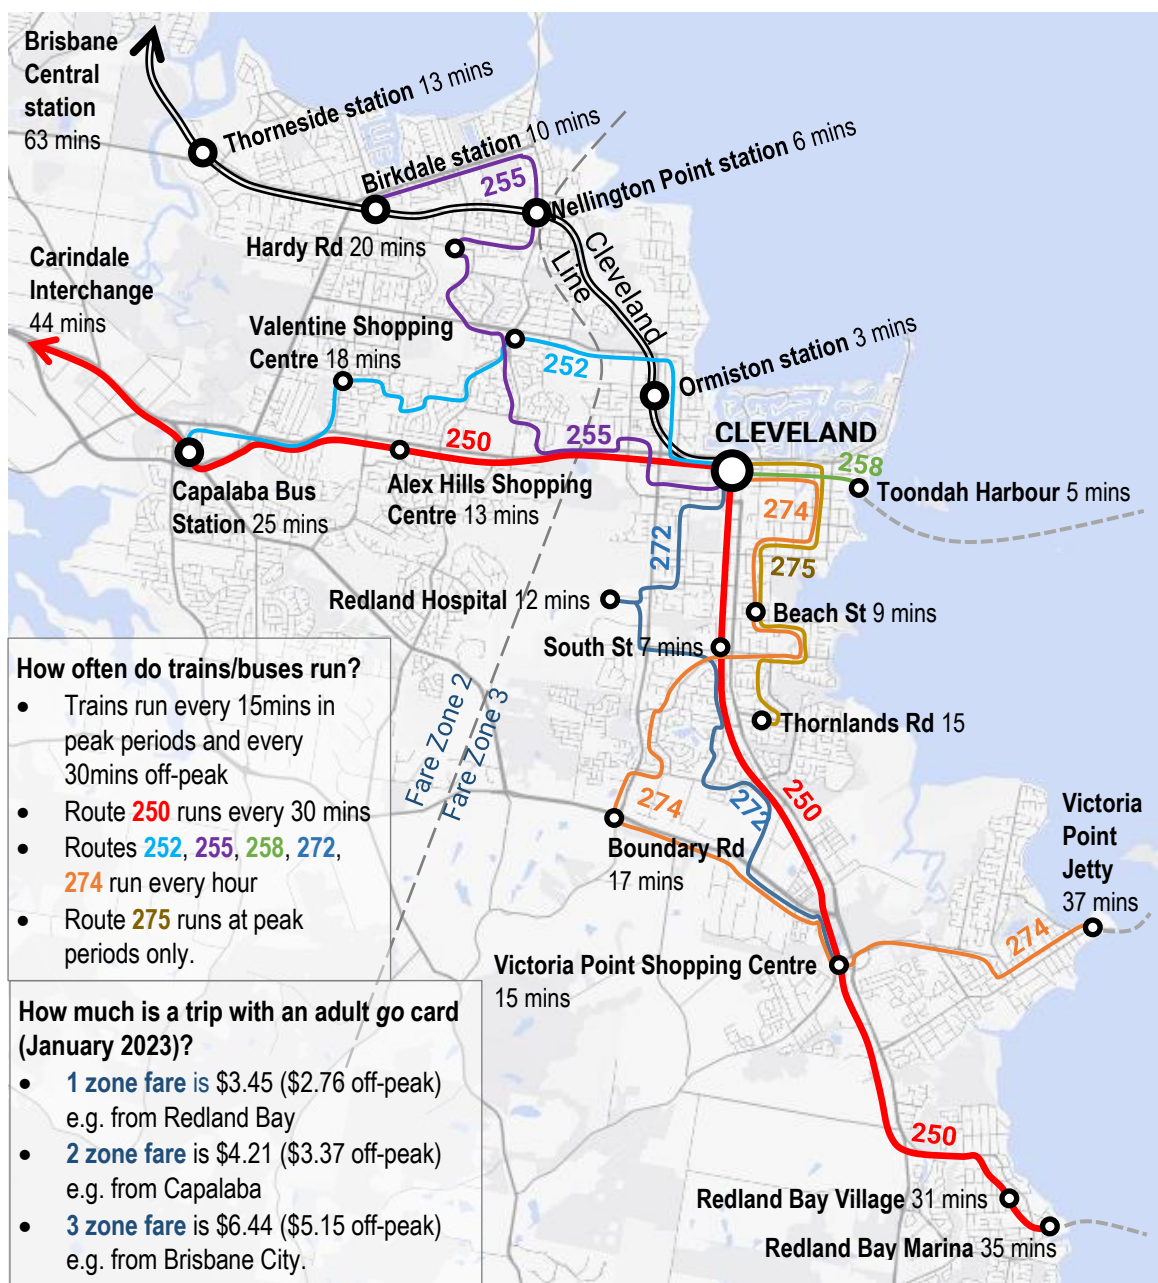 Brisbane
Central
station
63 mins
Thorneside station 13 mins
Birkdale station 10 mins
Wellington Point station 6 mins
255
Hardy Rd 20 mins
Cleveland
Line
Carindale
Interchange
44 mins
Valentine Shopping
Centre 18 mins
252
Ormiston station 3 mins
CLEVELAND
250
255
258
Toondah Harbour 5 mins
Capalaba Bus
Station 25 mins
Alex Hills Shopping
Centre 13 mins
274
272
275
Redland Hospital 12 mins
Beach St 9 mins
South St 7 mins
Thornlands Rd 15
Fare Zone 2
Fare Zone 3
How often do trains/buses run?
• Trains run every 15mins in
peak periods and every
30mins off-peak
• Route 250 runs every 30 mins
• Routes 252, 255, 258, 272,
274 run every hour
• Route 275 runs at peak
periods only.
274
272
250
Boundary Rd
17 mins
Victoria
Point
Jetty
37 mins
274
Victoria Point Shopping Centre
15 mins
How much is a trip with an adult go card
(January 2023)?
• 1 zone fare is $3.45 ($2.76 off-peak)
e.g. from Redland Bay
• 2 zone fare is $4.21 ($3.37 off-peak)
e.g. from Capalaba
• 3 zone fare is $6.44 ($5.15 off-peak)
e.g. from Brisbane City.
250
Redland Bay Village 31 mins
Redland Bay Marina 35 mins